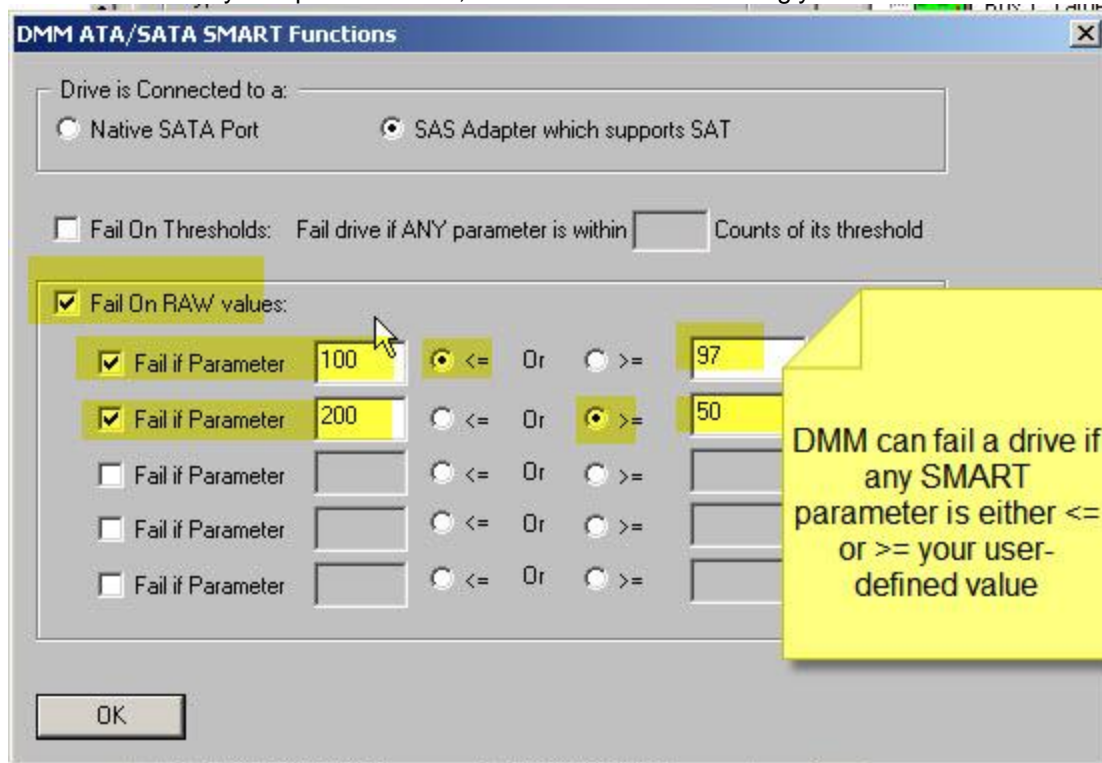 DMM ATA/SATA SMART Functions
Drive is Connected to a:
Native SATA Port SAS Adapter which supports SAT
Fail On Thresholds: Fail drive if ANY parameter is within Counts of its threshold
Fail On RAW values:
Fail if Parameter 100 <= Or >= 97
Fail if Parameter 200 <= Or >= 50
Fail if Parameter <= Or >=
Fail if Parameter <= Or >=
Fail if Parameter <= Or >=
DMM can fail a drive if
any SMART
parameter is either <=
or >= your user-
defined value
OK